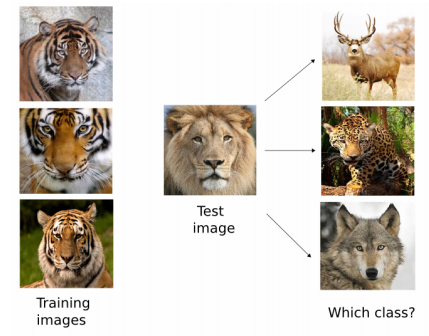 Test
image
Training
images
Which class?